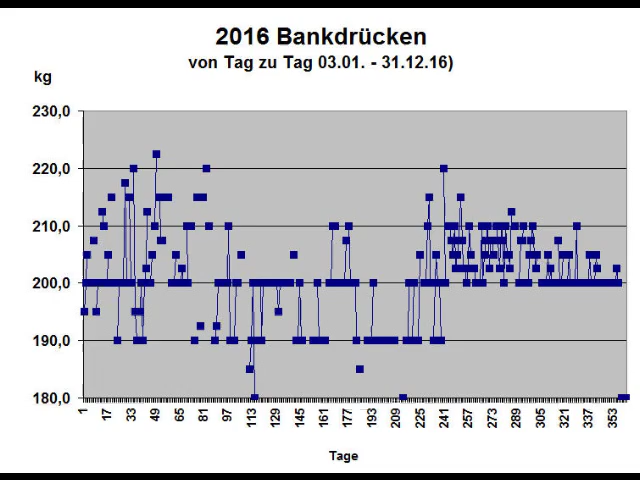 2016 Bankdrücken
von Tag zu Tag 03.01. - 31.12.16)
kg
230,0
220,0
210,0
200,0
190,0
180,0
1 17 33 49 65 81 97 113 129 145 161 177 193 209 225 241 257 273 289 305 321 337 353
Tage